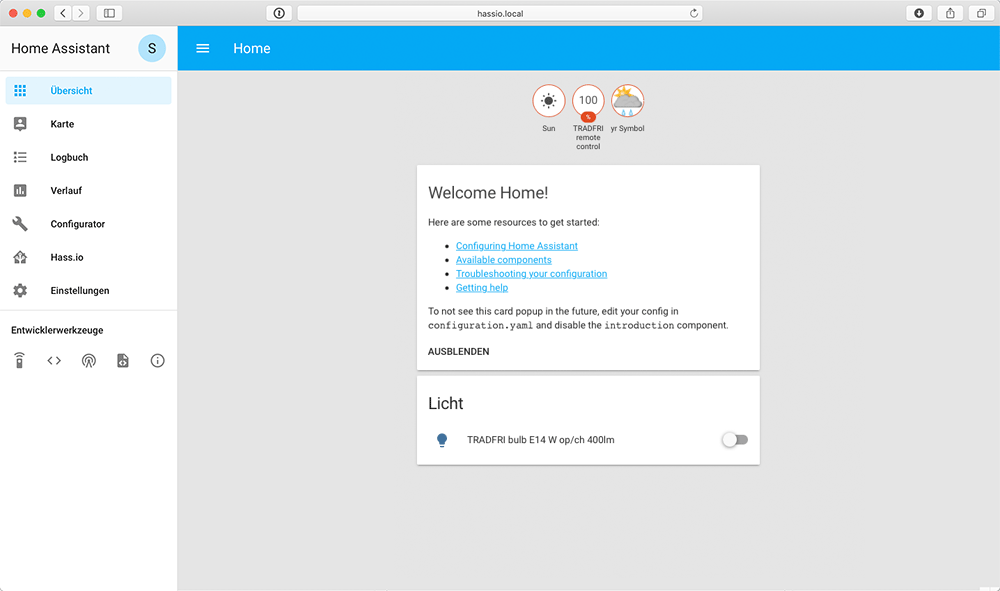 hassio.local
Home Assistant
S
Home
Übersicht
Karte
Logbuch
Verlauf
Configurator
Hass.io
Einstellungen
Entwicklerwerkzeuge
100
%
Sun
TRADFRI
remote
control
yr Symbol
Welcome Home!
Here are some resources to get started:
Configuring Home Assistant
Available components
Troubleshooting your configuration
Getting help
To not see this card popup in the future, edit your config in
configuration.yaml and disable the introduction component.
AUSBLENDEN
Licht
TRADFRI bulb E14 W op/ch 400lm